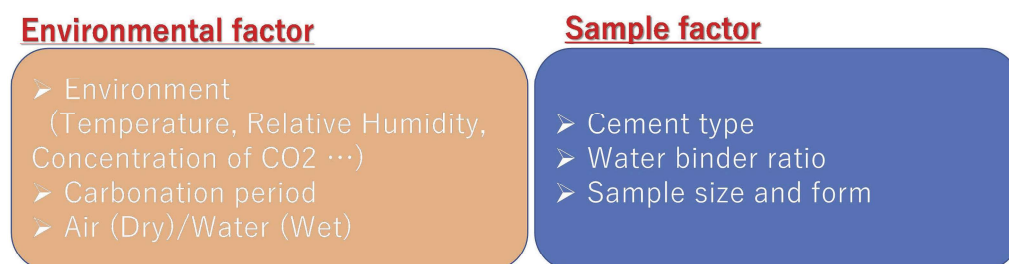 Environmental factor
➢ Environment
(Temperature, Relative Humidity,
Concentration of CO2 ⋯)
➢ Carbonation period
➢ Air (Dry)/Water (Wet)
Sample factor
➢ Cement type
➢ Water binder ratio
➢ Sample size and form